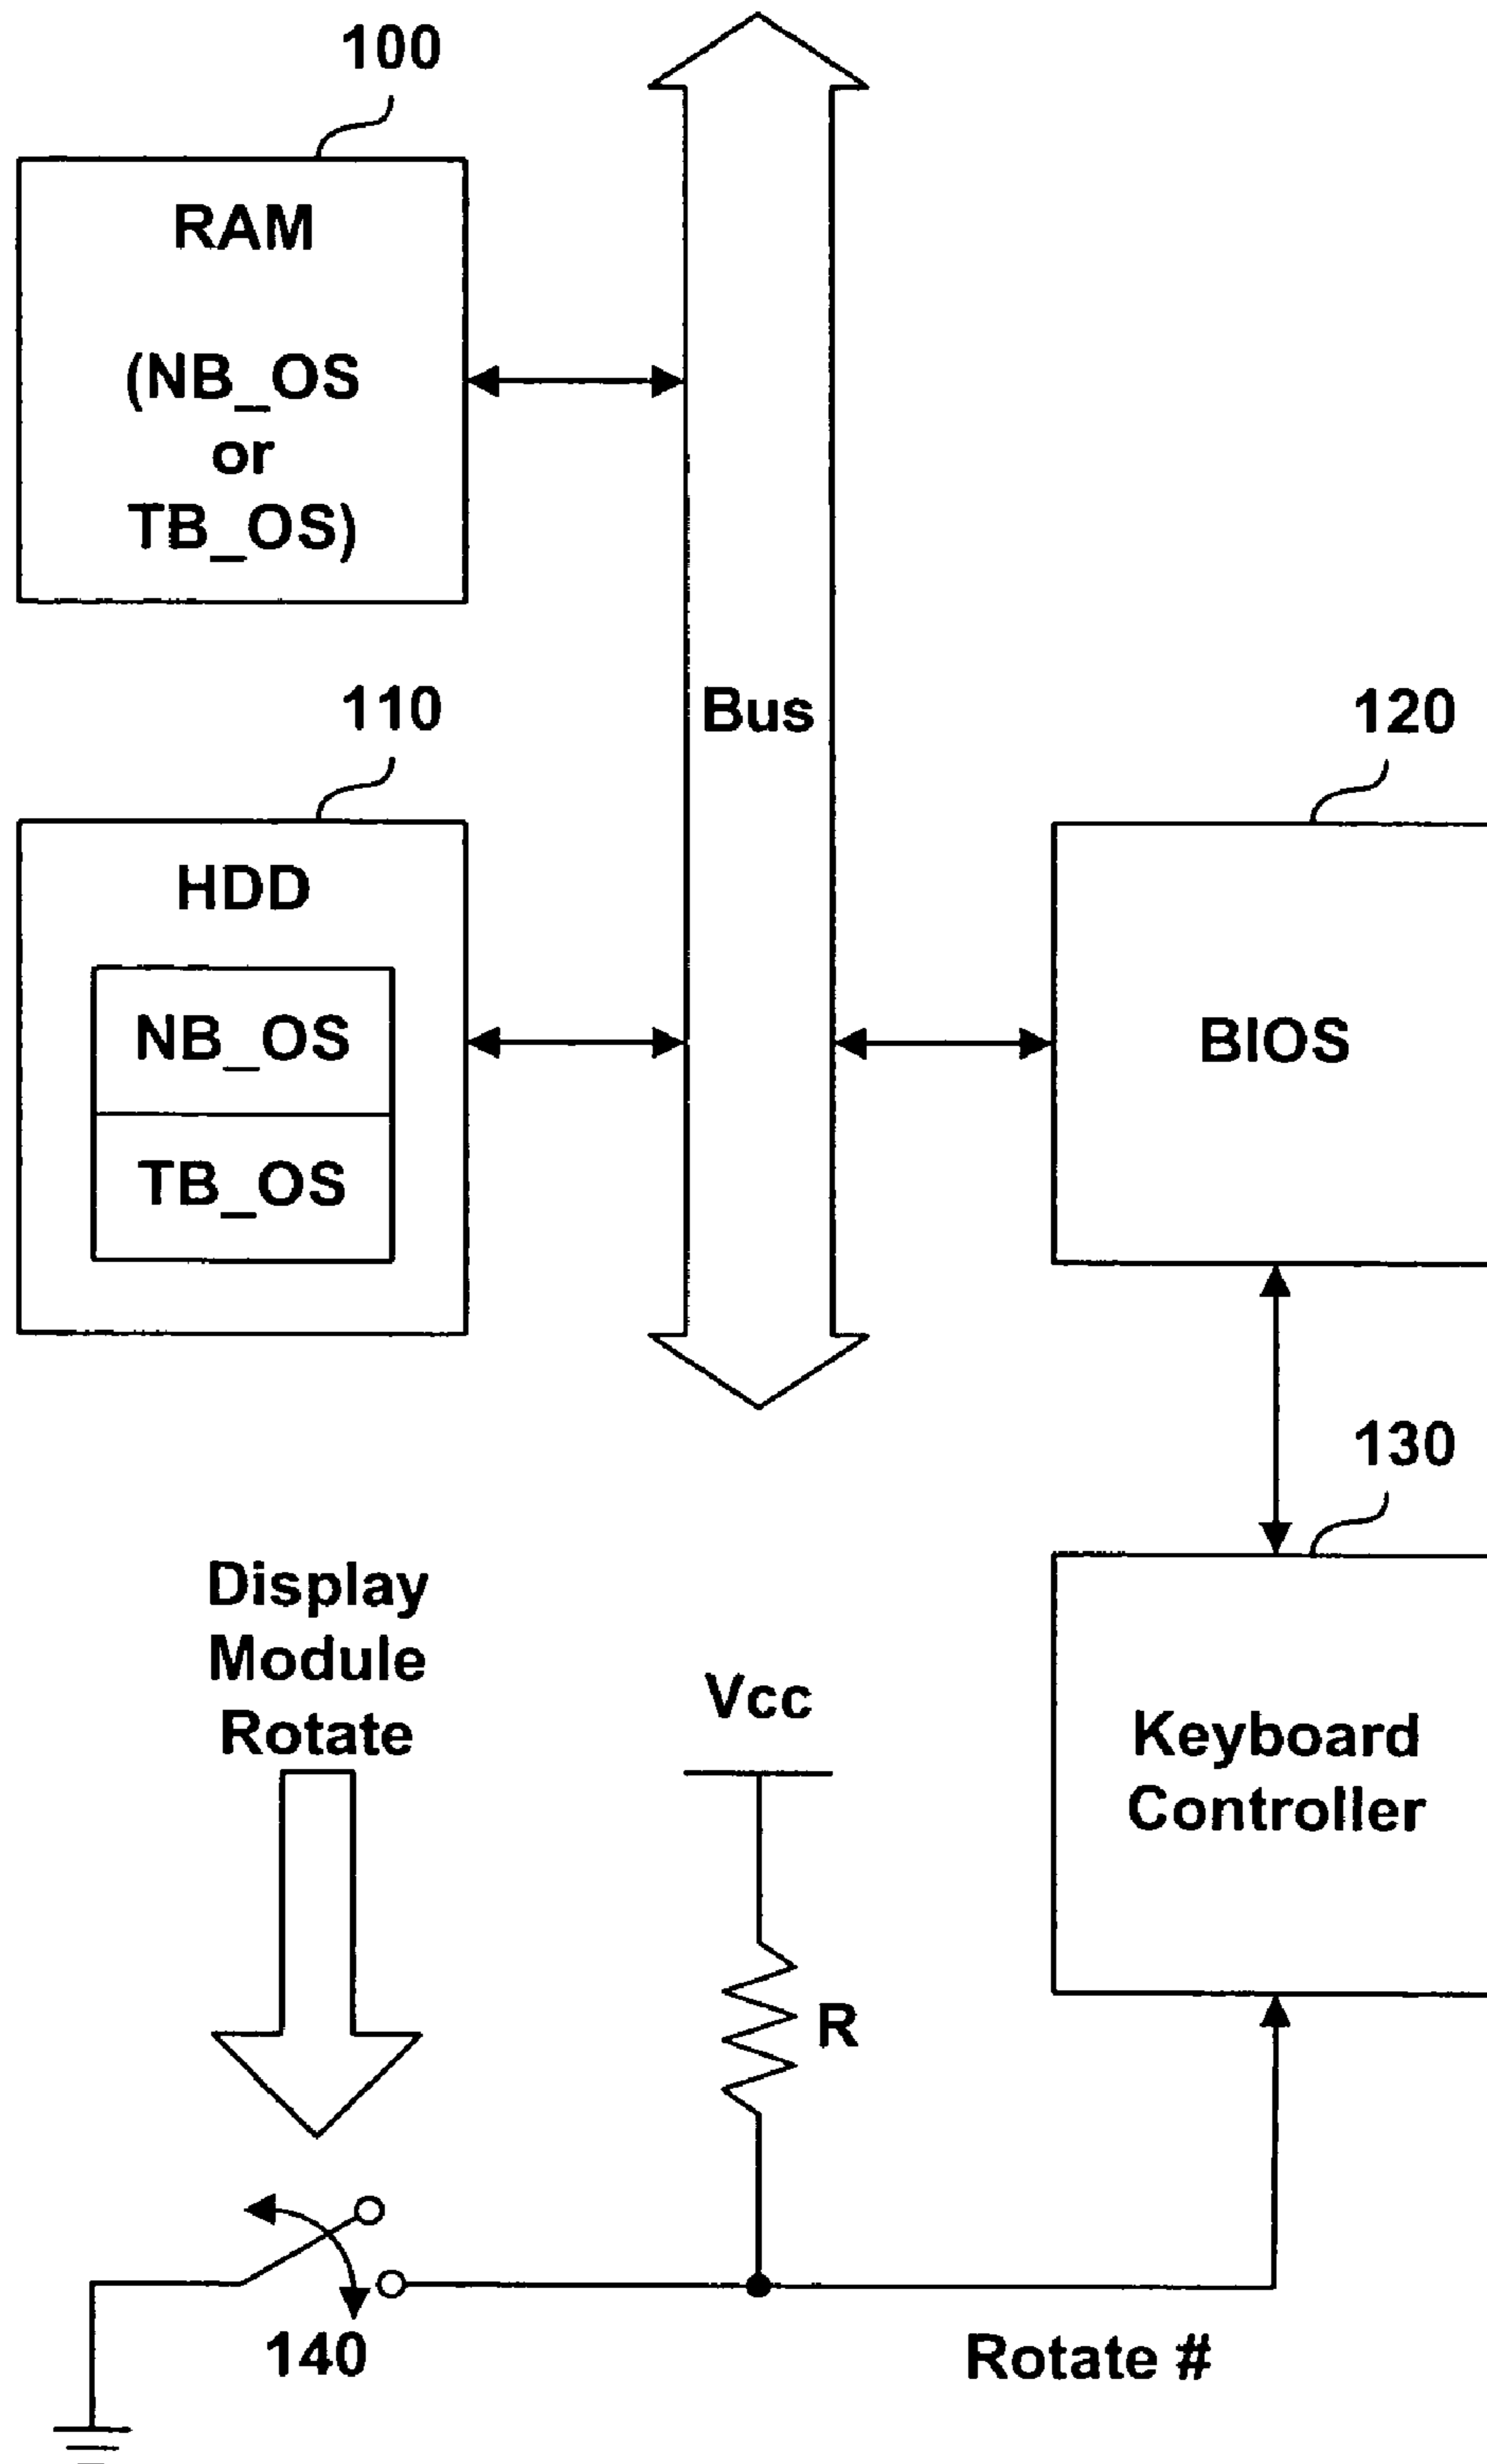 100
RAM
(NB_OS
or
TB_OS)
110
Bus
120
HDD
NB_OS
TB_OS
BIOS
130
Display
Module
Rotate
Vcc
Keyboard
Controller
R
140
Rotate #